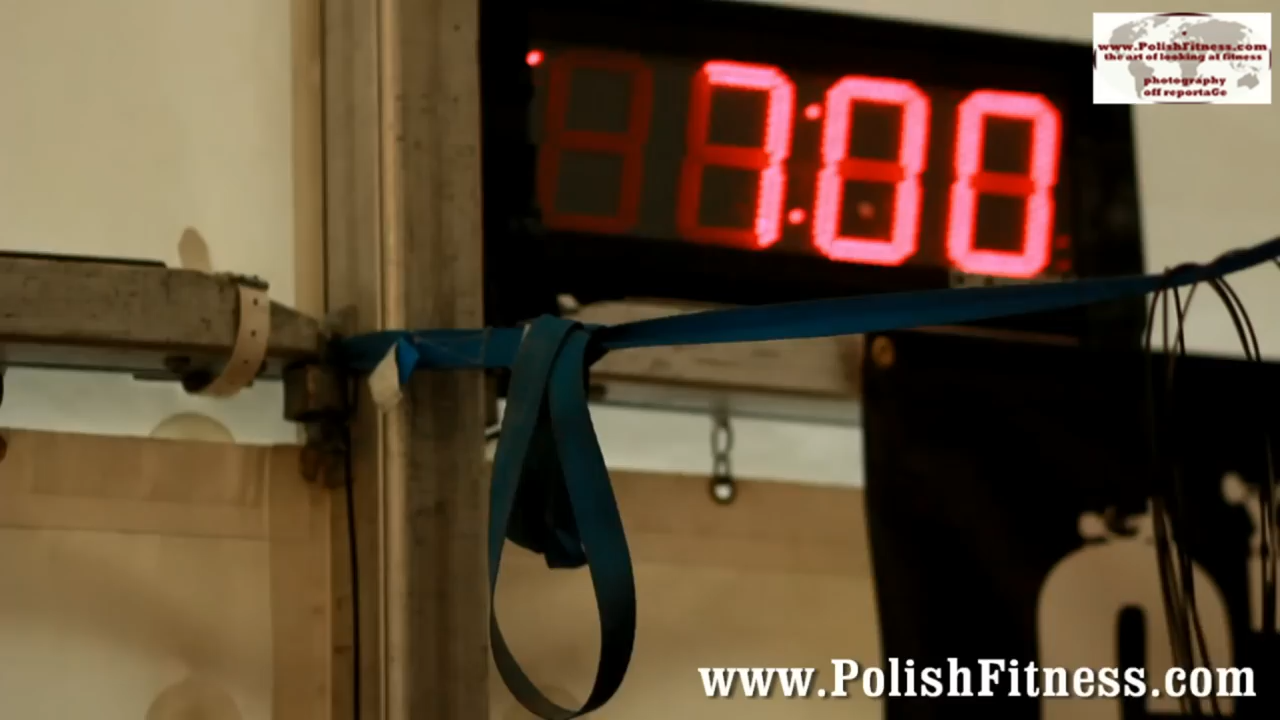 www.PolishFitness.com
the art of looking at fitness
photography
off reportaGe
7:00
www.PolishFitness.com